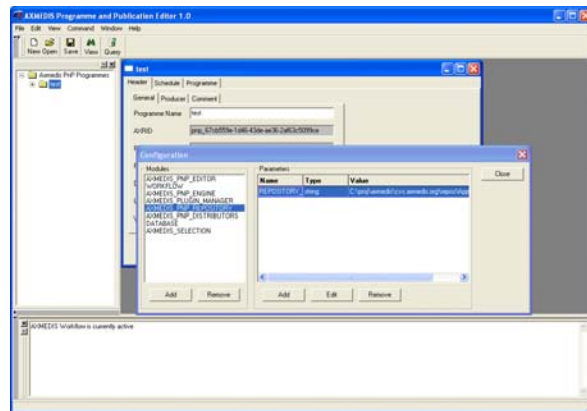 AXMEDIS Programme and Publication Editor 1.0
File Edit View Command Window Help
New Open Save View Query
Axmedis PnP Programmes
test
test
Header Schedule Programme
General Producer Comment
Programme Name test
AXRID
Configuration
Modules
AXMEDIS_PNP_EDITOR
WORKFLOW
AXMEDIS_PNP_ENGINE
AXMEDIS_PLUGIN_MANAGER
AXMEDIS_PNP_REPOSITORY
AXMEDIS_PNP_DISTRIBUTORS
DATABASE
AXMEDIS_SELECTION
Add Remove
Parameters
Name Type Value
REPOSITORY_ string
Add Edit Remove
Close
AXMEDIS Workflow is currently active